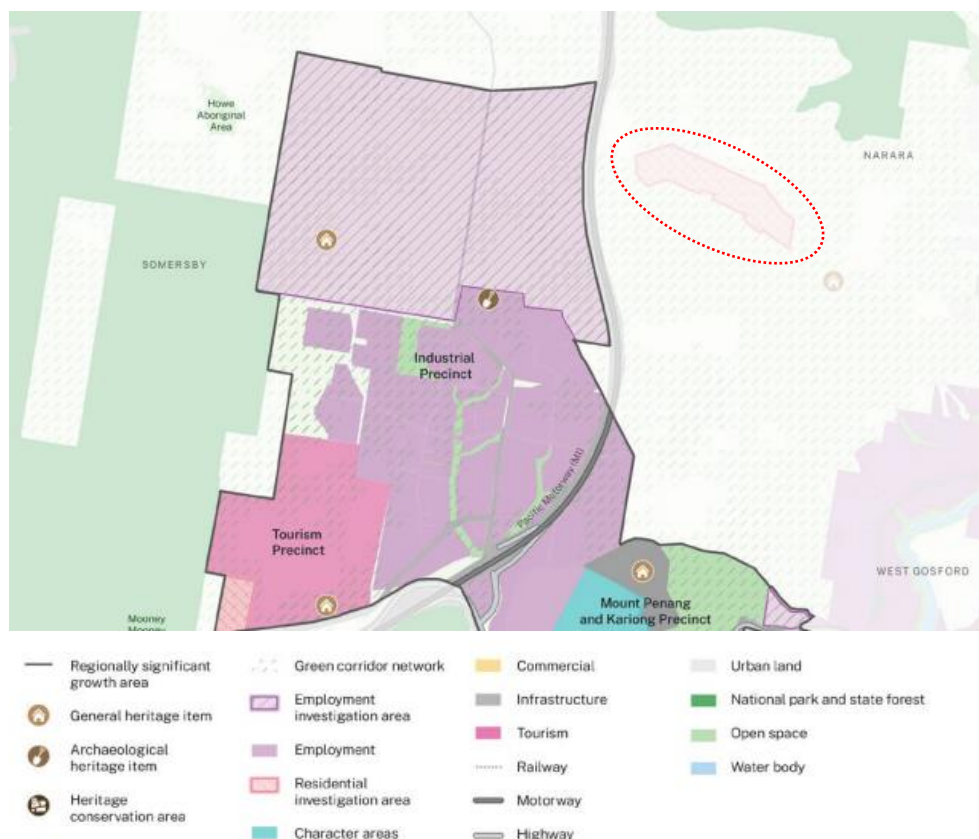 Howe
Aboriginal
Area
NARARA
SOMERSBY
Industrial
Precinct
Pacific Motorway (M1)
Tourism
Precinct
WEST GOSFORD
Mount Penang
and Kariong Precinct
Mooney
Mooney
Regionally significant
growth area
General heritage item
Archaeological
heritage item
Heritage
conservation area
Green corridor network
Employment
investigation area
Employment
Residential
investigation area
Character areas
Commercial
Infrastructure
Tourism
Railway
Motorway
Highway
Urban land
National park and state forest
Open space
Water body